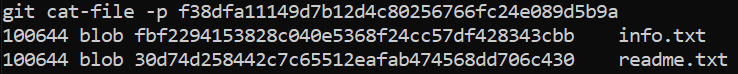 git cat-file -p f38dfa11149d7b12d4c80256766fc24e089d5b9a
100644 blob fbf2294153828c040e5368f24cc57df428343cbb    info.txt
100644 blob 30d74d258442c7c65512eafab474568dd706c430    readme.txt